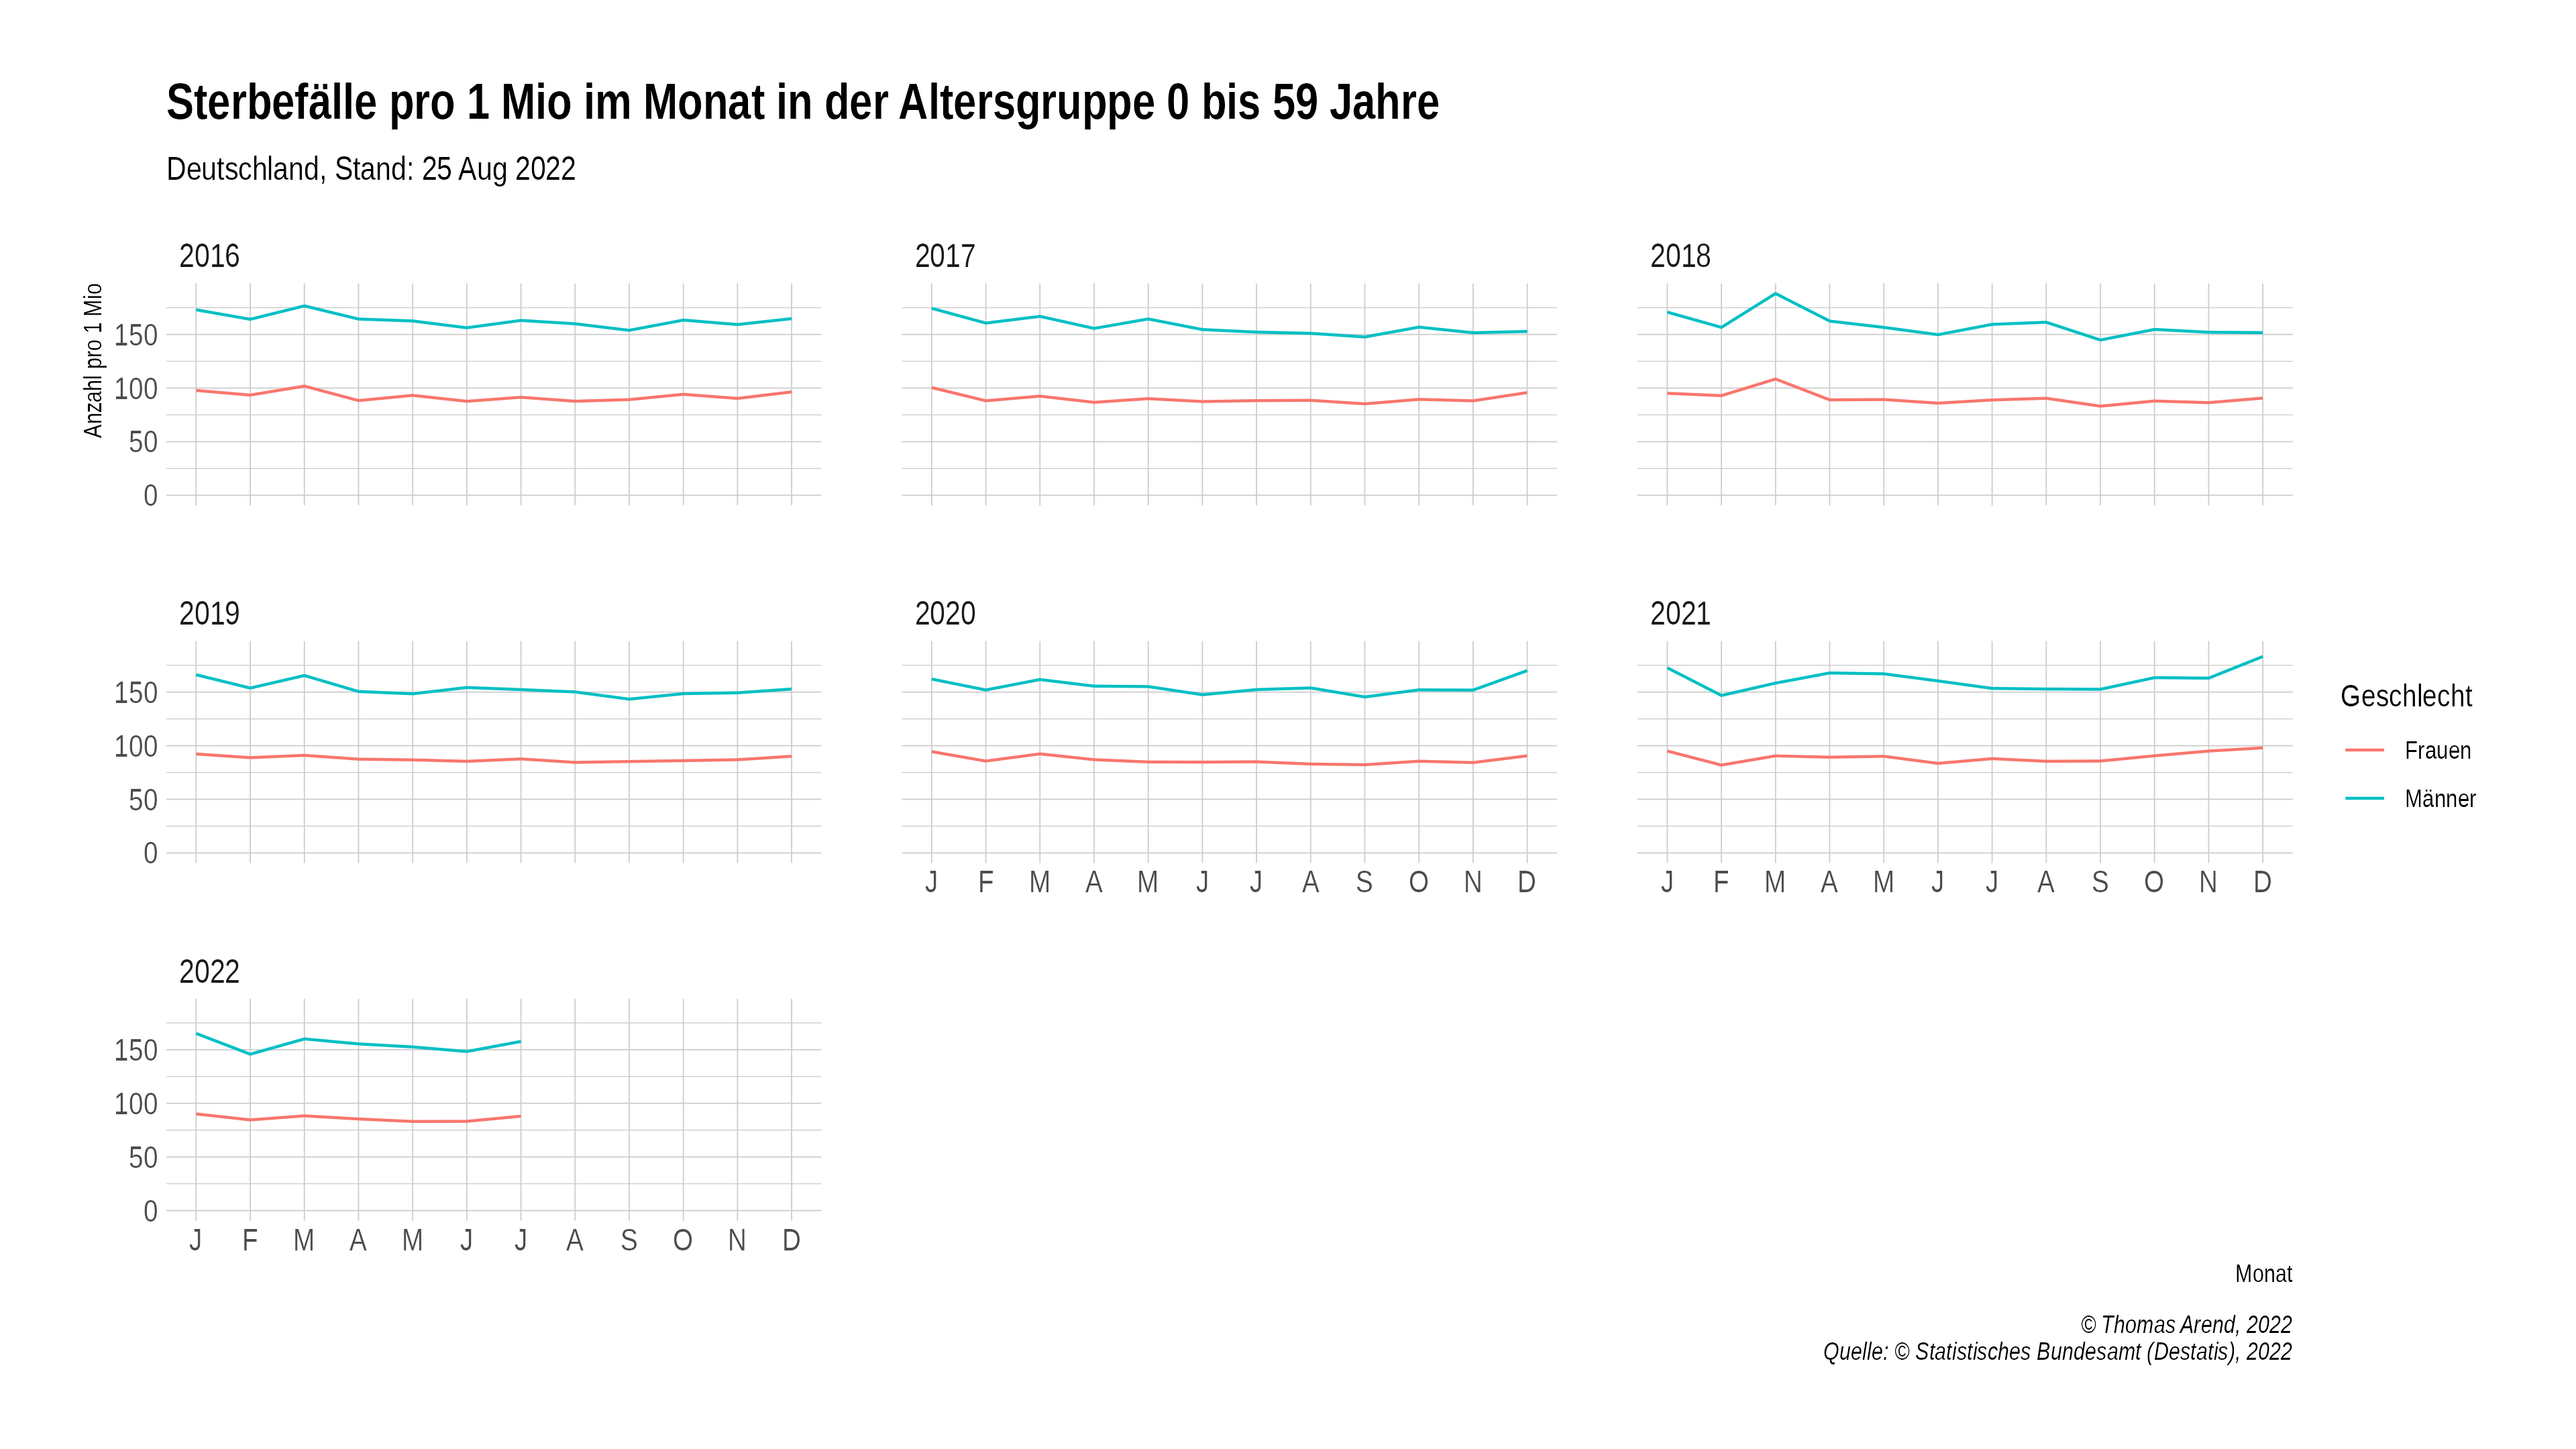 Sterbefälle pro 1 Mio im Monat in der Altersgruppe 0 bis 59 Jahre
Deutschland, Stand: 25 Aug 2022
2016
2017
2018
Anzahl pro 1 Mio
150
100
50
0
2019
2020
2021
150
100
50
0
J F M A M J J A S O N D
J F M A M J J A S O N D
Geschlecht
Frauen
Männer
2022
150
100
50
0
J F M A M J J A S O N D
Monat
© Thomas Arend, 2022
Quelle: © Statistisches Bundesamt (Destatis), 2022